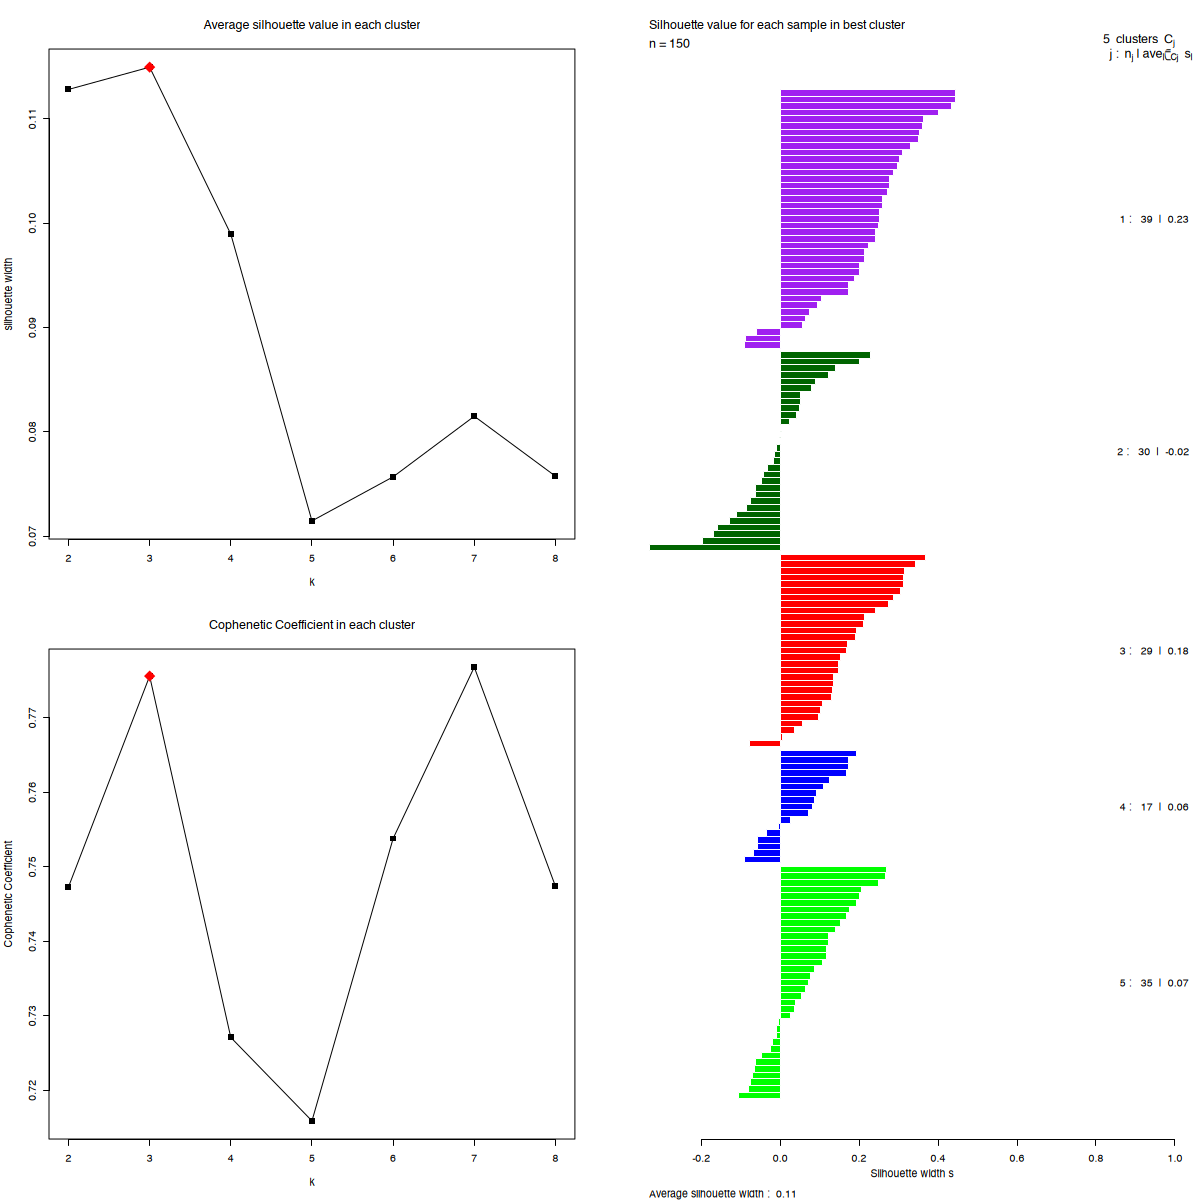 Average silhouette value in each cluster
0.11
0.10
0.09
0.08
0.07
silhouette width
2 3 4 5 6 7 8
k
Cophenetic Coefficient in each cluster
0.77
0.76
0.75
0.74
0.73
0.72
Cophenetic Coefficient
2 3 4 5 6 7 8
k
Silhouette value for each sample in best cluster
n = 150
5 clusters Cj
j : nj | avei∈Cj si
1 : 39 | 0.23
2 : 30 | -0.02
3 : 29 | 0.18
4 : 17 | 0.06
5 : 35 | 0.07
-0.2 0.0 0.2 0.4 0.6 0.8 1.0
Silhouette width s
Average silhouette width : 0.11